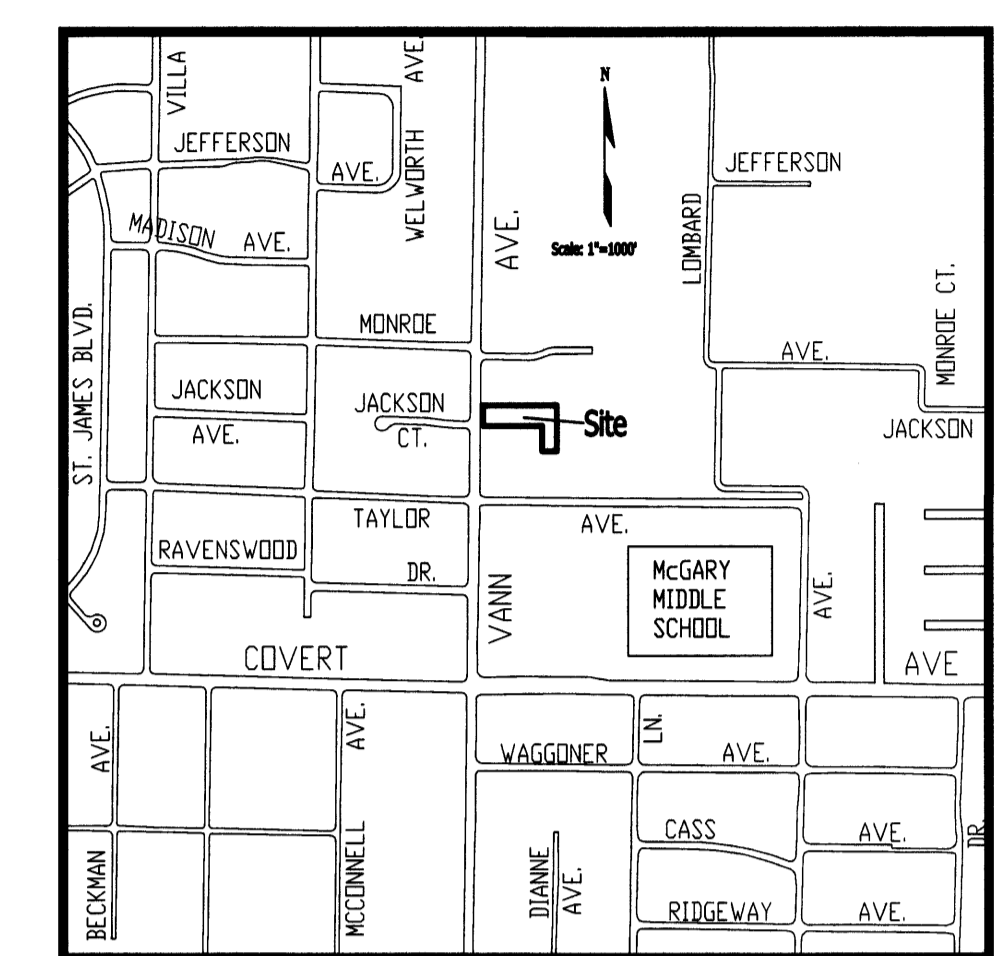 VILLA
AVE.
N
JEFFERSON
AVE.
WELWORTH
JEFFERSON
MADISON AVE.
AVE.
Scale: 1"=1000'
LOMBARD
ST. JAMES BLVD.
MONROE
AVE.
MONROE CT.
JACKSON
AVE.
JACKSON
CT.
Site
JACKSON
TAYLOR
AVE.
RAVENSWOOD
DR.
VANN
McGARY
MIDDLE
SCHOOL
AVE.
COVERT
AVE
AVE.
AVE.
LN.
WAGGONER
AVE.
CASS
AVE.
DR.
BECKMAN
MCCONNELL
DIANNE
AVE.
RIDGEWAY
AVE.